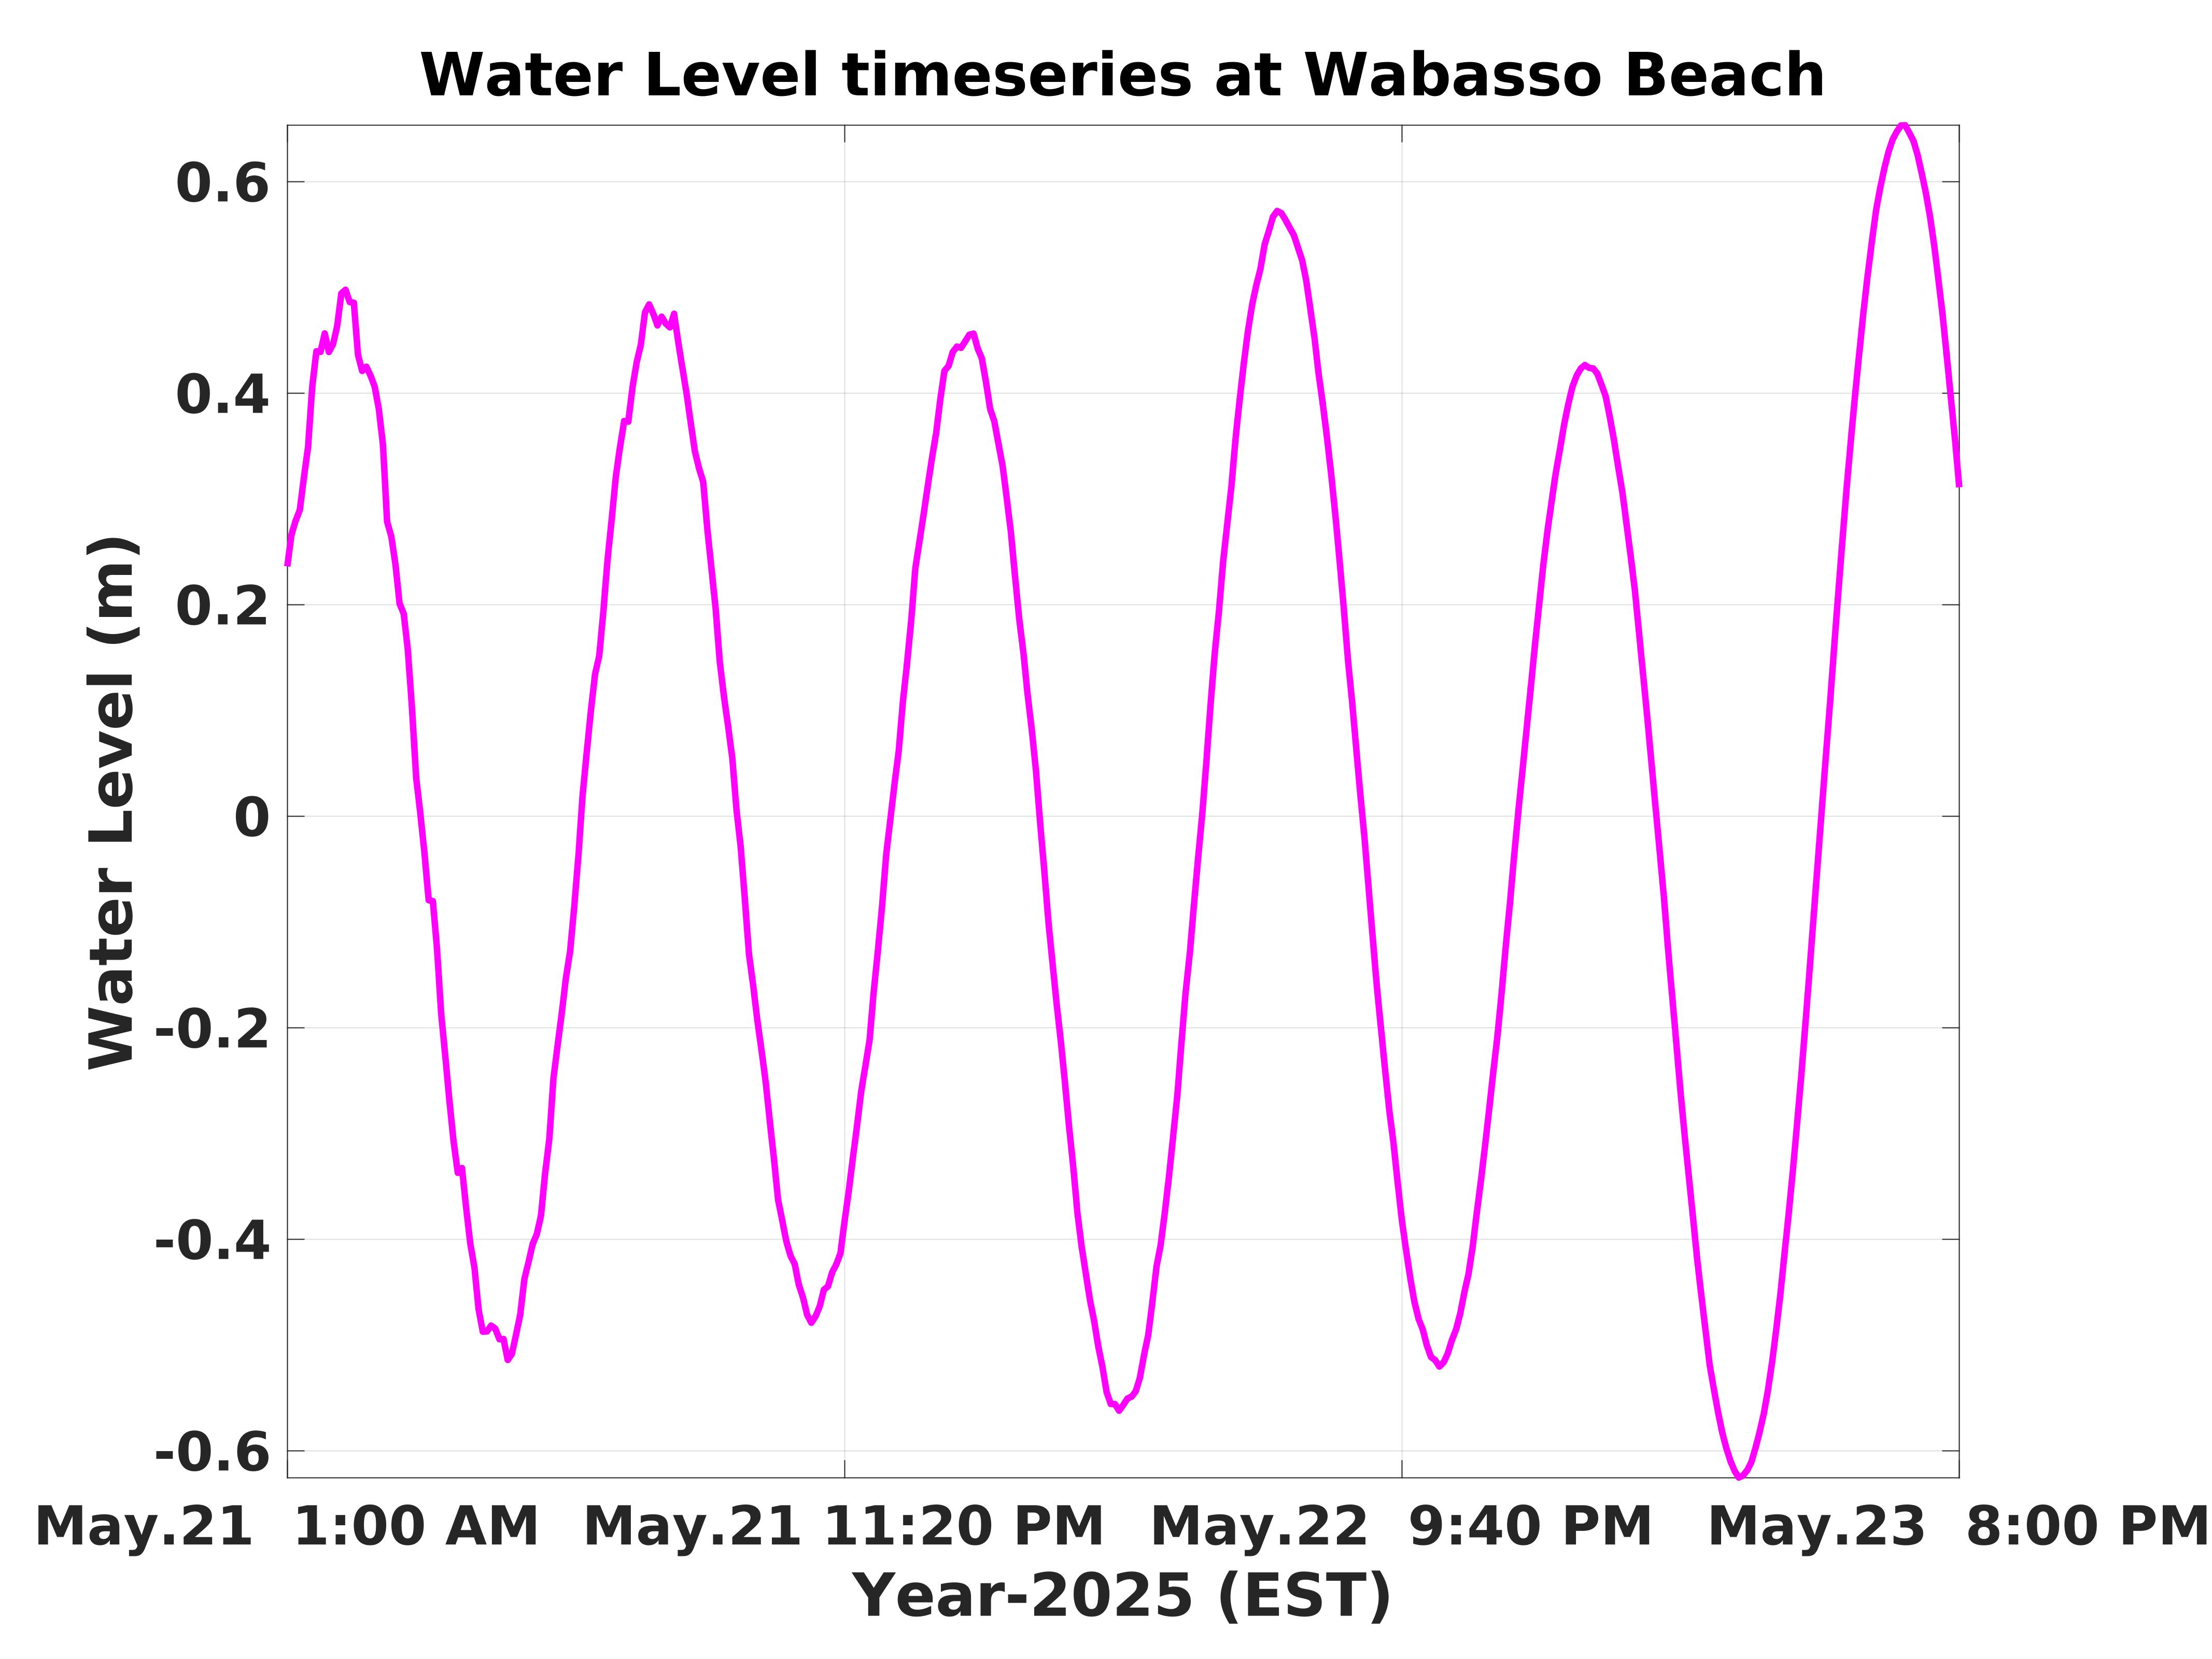 Water Level timeseries at Wabasso Beach
0.6
0.4
0.2
0
-0.2
-0.4
-0.6
Water Level (m)
May.21  1:00 AM May.21 11:20 PM May.22  9:40 PM May.23  8:00 PM
Year-2025 (EST)